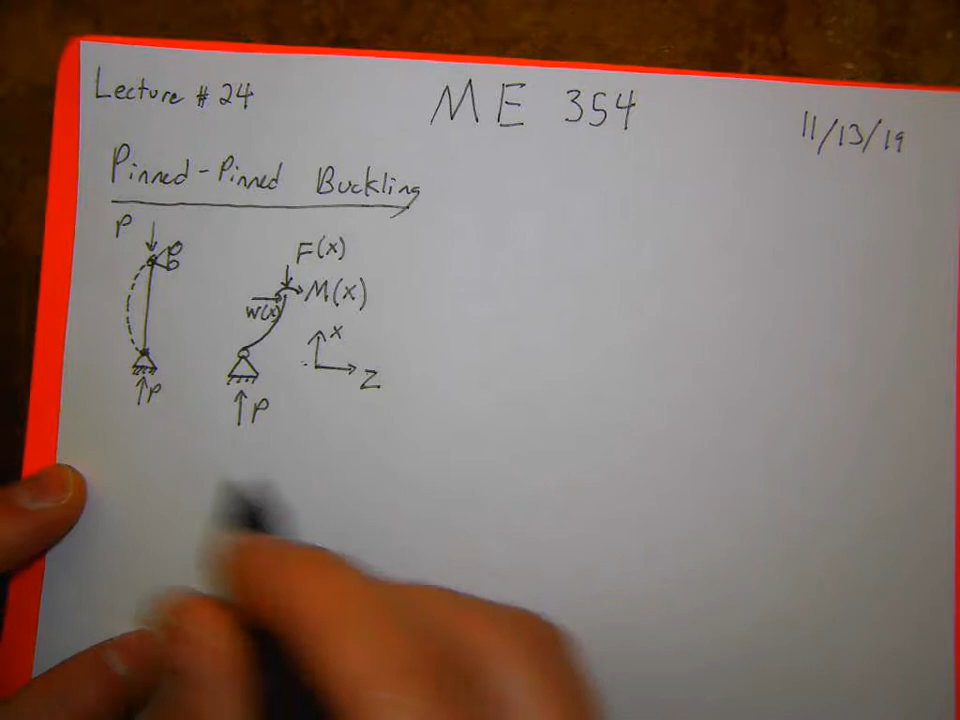 Lecture # 24
ME 354
11/13/19
Pinned-Pinned Buckling
P
F(x)
M(x)
w(x)
x
z
P
P